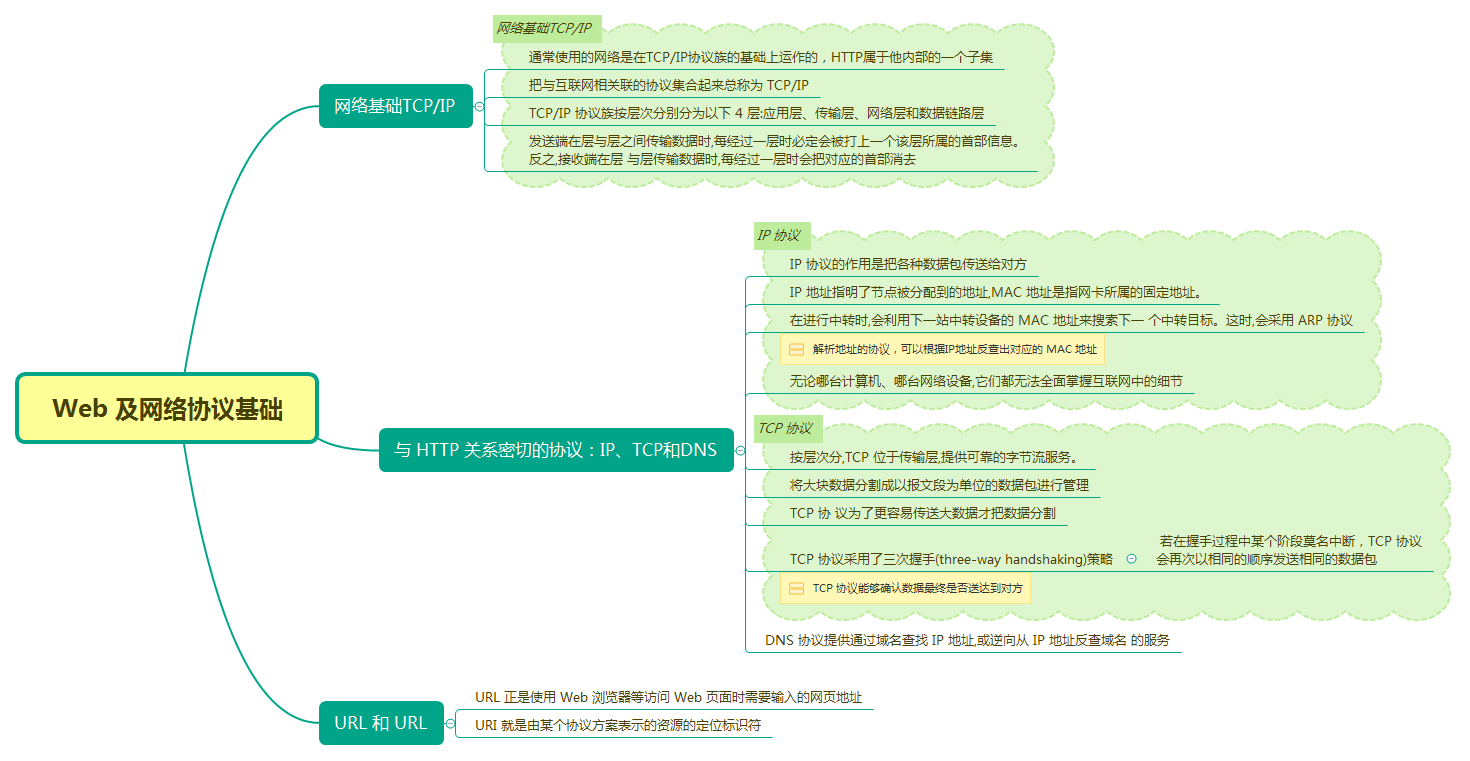 网络基础TCP/IP
通常使用的网络是在TCP/IP协议族的基础上运作的，HTTP属于他内部的一个子集
把与互联网相关联的协议集合起来总称为 TCP/IP
网络基础TCP/IP
TCP/IP 协议族按层次分别分为以下 4 层:应用层、传输层、网络层和数据链路层
发送端在层与层之间传输数据时,每经过一层时必定会被打上一个该层所属的首部信息。
反之,接收端在层 与层传输数据时,每经过一层时会把对应的首部消去
IP 协议
IP 协议的作用是把各种数据包传送给对方
IP 地址指明了节点被分配到的地址,MAC 地址是指网卡所属的固定地址。
在进行中转时,会利用下一站中转设备的 MAC 地址来搜索下一 个中转目标。这时,会采用 ARP 协议
解析地址的协议，可以根据IP地址反查出对应的 MAC 地址
无论哪台计算机、哪台网络设备,它们都无法全面掌握互联网中的细节
Web 及网络协议基础
与 HTTP 关系密切的协议：IP、TCP和DNS
TCP 协议
按层次分,TCP 位于传输层,提供可靠的字节流服务。
将大块数据分割成以报文段为单位的数据包进行管理
TCP 协 议为了更容易传送大数据才把数据分割
TCP 协议采用了三次握手(three-way handshaking)策略
若在握手过程中某个阶段莫名中断，TCP 协议
会再次以相同的顺序发送相同的数据包
TCP 协议能够确认数据最终是否送达到对方
DNS 协议提供通过域名查找 IP 地址,或逆向从 IP 地址反查域名 的服务
URL 和 URL
URL 正是使用 Web 浏览器等访问 Web 页面时需要输入的网页地址
URI 就是由某个协议方案表示的资源的定位标识符